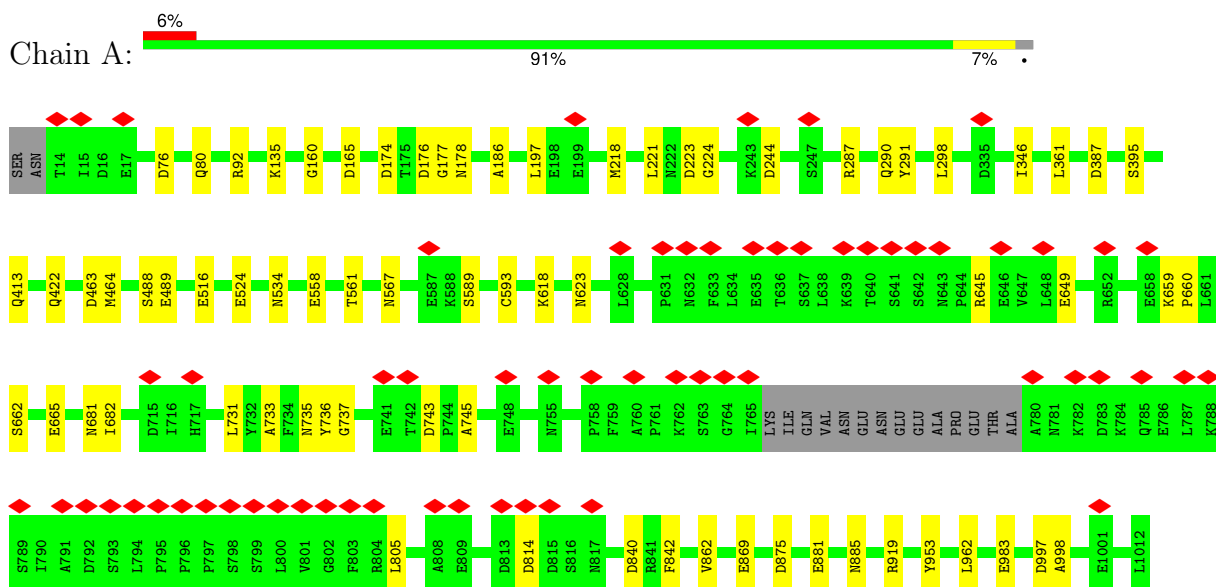 6%
Chain A:
91% 7% •
SER ASN T14 I15 D16 E17 D76 Q80 R92 K135 G160 D165 D174 T175 D176 G177 N178 A186 L197 E198 E199 M218 L221 N222 D223 G224 K243 D244 S247 R287 Q290 Y291 L298 D335 I346 L361 D387 S395
Q413 Q422 D463 M464 S488 E489 E516 E524 N534 E558 T561 N567 E587 K588 S589 C593 K618 N623 L628 P631 N632 F633 L634 E635 T636 S637 L638 K639 T640 S641 S642 N643 P644 R645 E646 V647 L648 E649 R652 E658 K659 P660 L661
S662 E665 N681 I682 D715 I716 H717 L731 Y732 A733 F734 N735 Y736 G737 E741 T742 D743 P744 A745 E748 N755 P758 F759 A760 P761 K762 S763 G764 I765 LYS ILE GLN VAL ASN GLU ASN GLU GLU ALA PRO GLU THR ALA A780 N781 K782 D783 K784 Q785 E786 L787 K788
S789 I790 A791 D792 S793 L794 P795 P796 P797 S798 S799 L800 V801 G802 F803 R804 L805 A808 E809 D813 D814 D815 S816 N817 D840 R841 F842 V862 E869 D875 E881 N885 R919 Y953 L962 E983 D997 A998 E1001 L1012